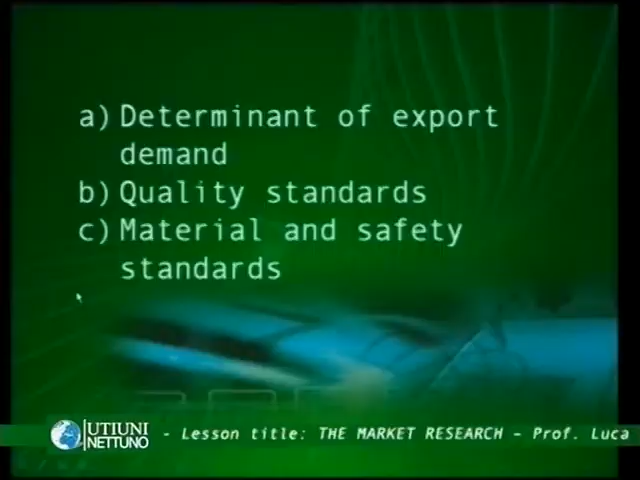 a) Determinant of export
demand
b) Quality standards
c) Material and safety
standards
UTIUNI
NETTUNO
- Lesson title: THE MARKET RESEARCH - Prof. Luca